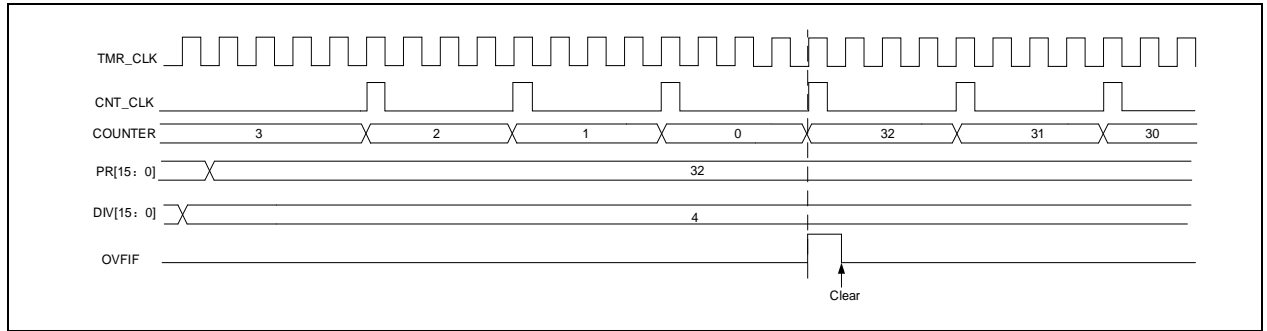 TMR_CLK
CNT_CLK
COUNTER 3 2 1 0 32 31 30
PR[15：0] 32
DIV[15：0] 4
OVFIF
Clear